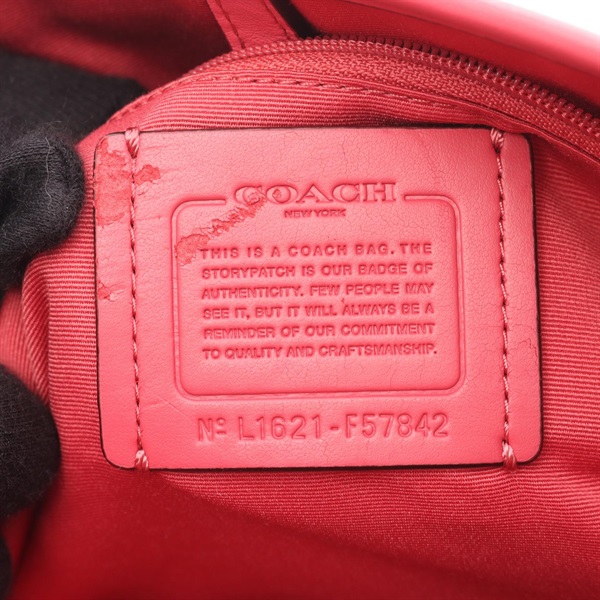 COACH
NEW YORK
THIS IS A COACH BAG. THE
STORYPATCH IS OUR BADGE OF
AUTHENTICITY. FEW PEOPLE MAY
SEE IT, BUT IT WILL ALWAYS BE A
REMINDER OF OUR COMMITMENT
TO QUALITY AND CRAFTSMANSHIP.
Nº L1621-F57842